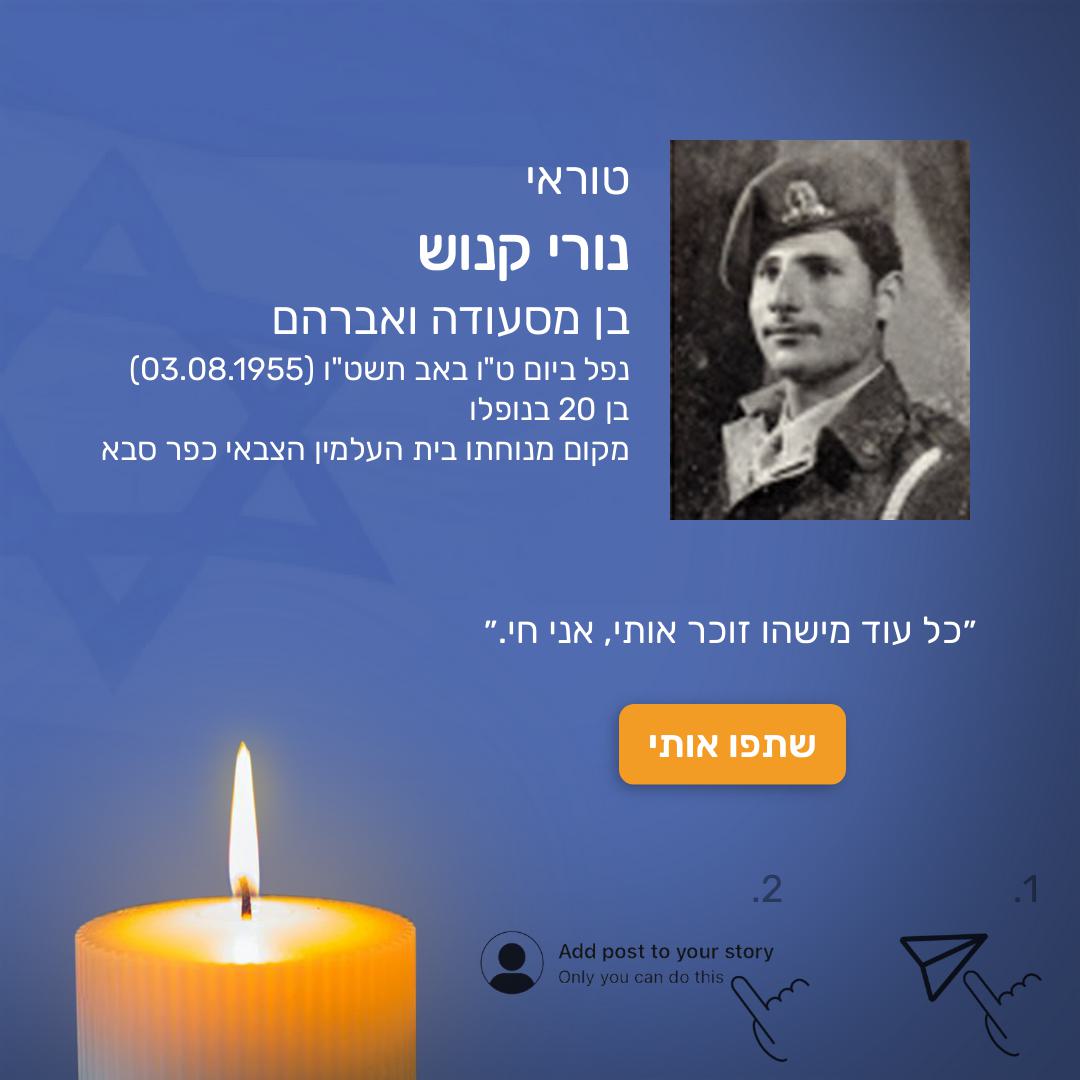 טוראי
נורי קנוש
בן מסעודה ואברהם
נפל ביום ט"ו באב תשט"ו (03.08.1955)
בן 20 בנופלו
מקום מנוחתו בית העלמין הצבאי כפר סבא
״כל עוד מישהו זוכר אותי, אני חי.״
שתפו אותי
1.
2.
Add post to your story
Only you can do this